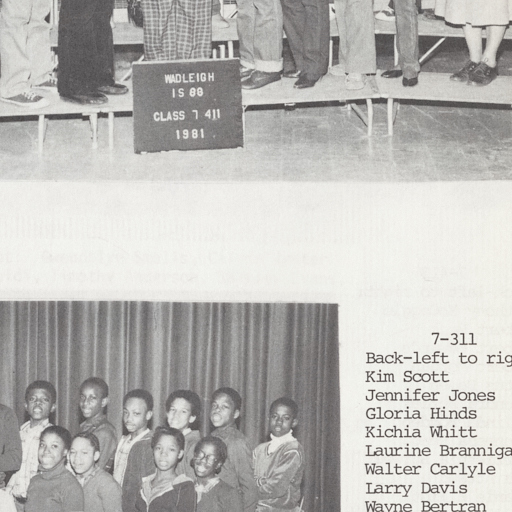 WADLEIGH
IS 88
CLASS 7 411
1981
7-311
Back-left to rig
Kim Scott
Jennifer Jones
Gloria Hinds
Kichia Whitt
Laurine Branniga
Walter Carlyle
Larry Davis
Wayne Bertran